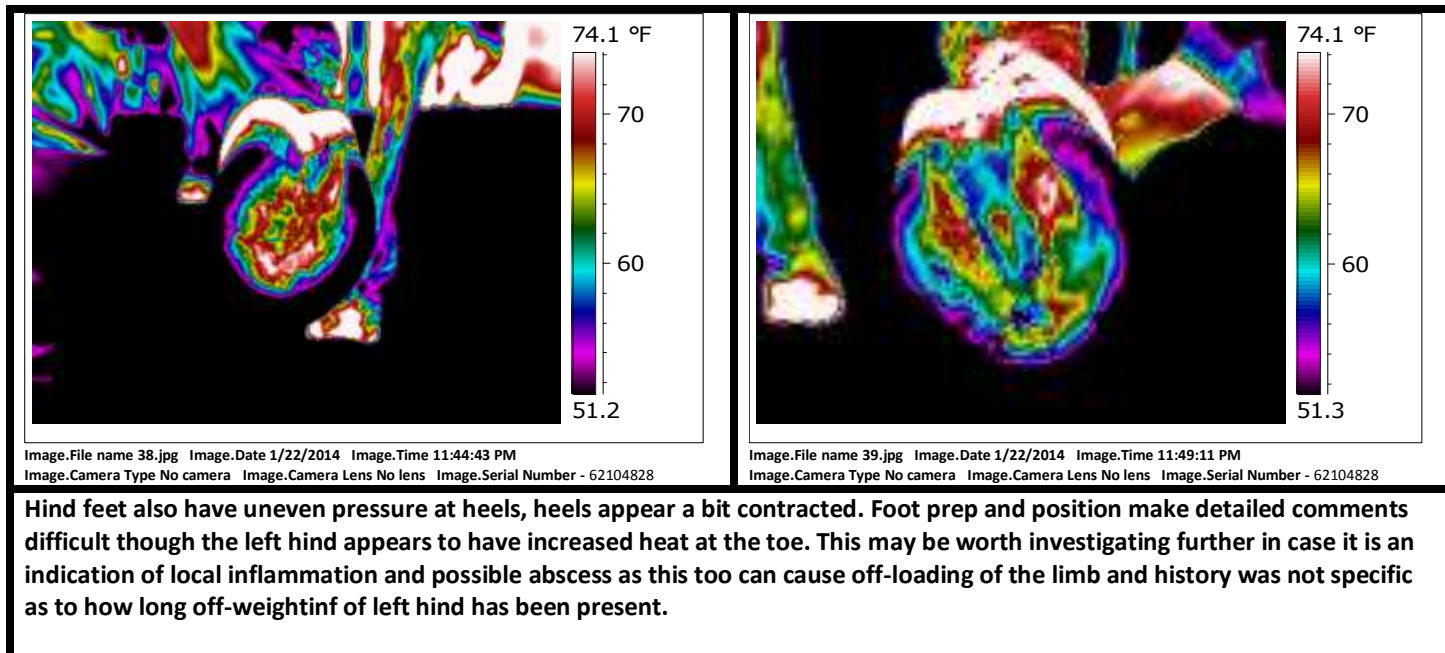 74.1 °F
70
60
51.2
74.1 °F
60
70
51.3
Image.File name 38.jpg   Image.Date 1/22/2014   Image.Time 11:44:43 PM
Image.Camera Type No camera   Image.Camera Lens No lens   Image.Serial Number - 62104828
Image.File name 39.jpg   Image.Date 1/22/2014   Image.Time 11:49:11 PM
Image.Camera Type No camera   Image.Camera Lens No lens   Image.Serial Number - 62104828
Hind feet also have uneven pressure at heels, heels appear a bit contracted. Foot prep and position make detailed comments
difficult though the left hind appears to have increased heat at the toe. This may be worth investigating further in case it is an
indication of local inflammation and possible abscess as this too can cause off-loading of the limb and history was not specific
as to how long off-weightinf of left hind has been present.